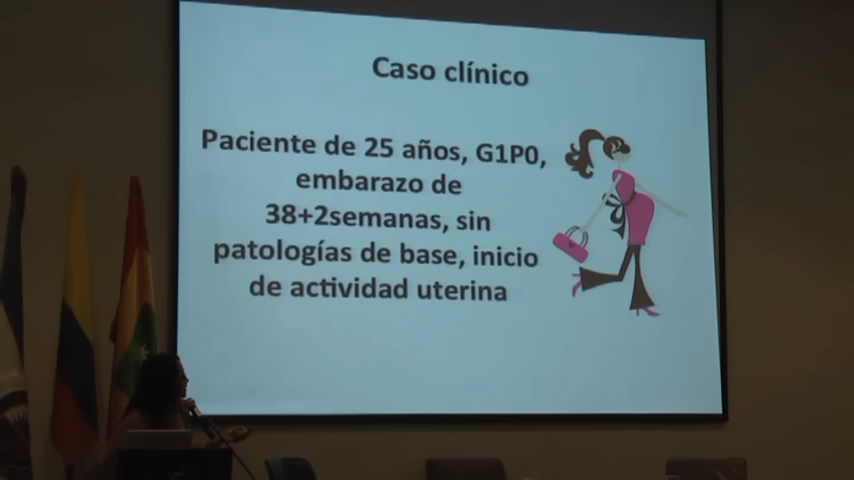 Caso clínico
Paciente de 25 años, G1P0,
embarazo de
38+2semanas, sin
patologías de base, inicio
de actividad uterina